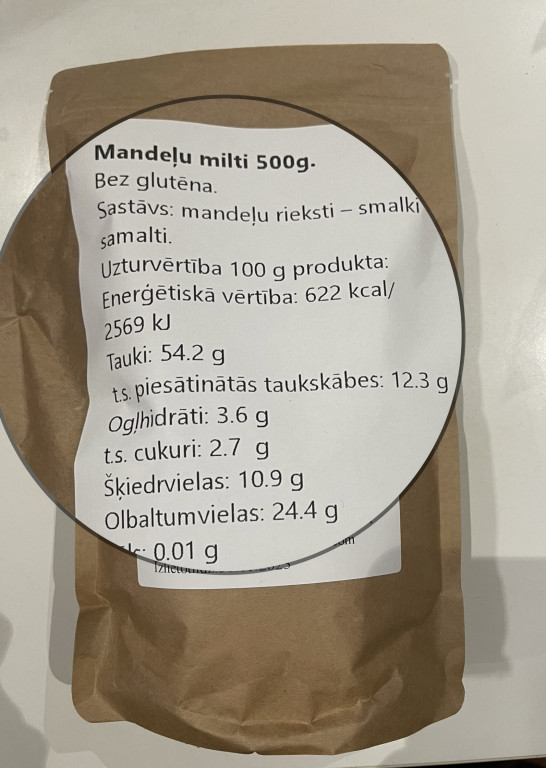 Mandeļu milti 500g.
Bez glutēna.
Sastāvs: mandeļu rieksti – smalki
samalti.
Uzturvērtība 100 g produkta:
Enerģētiskā vērtība: 622 kcal/
2569 kJ
Tauki: 54.2 g
t.s. piesātinātās taukskābes: 12.3 g
Ogļhidrāti: 3.6 g
t.s. cukuri: 2.7 g
Šķiedrvielas: 10.9 g
Olbaltumvielas: 24.4 g
0.01 g